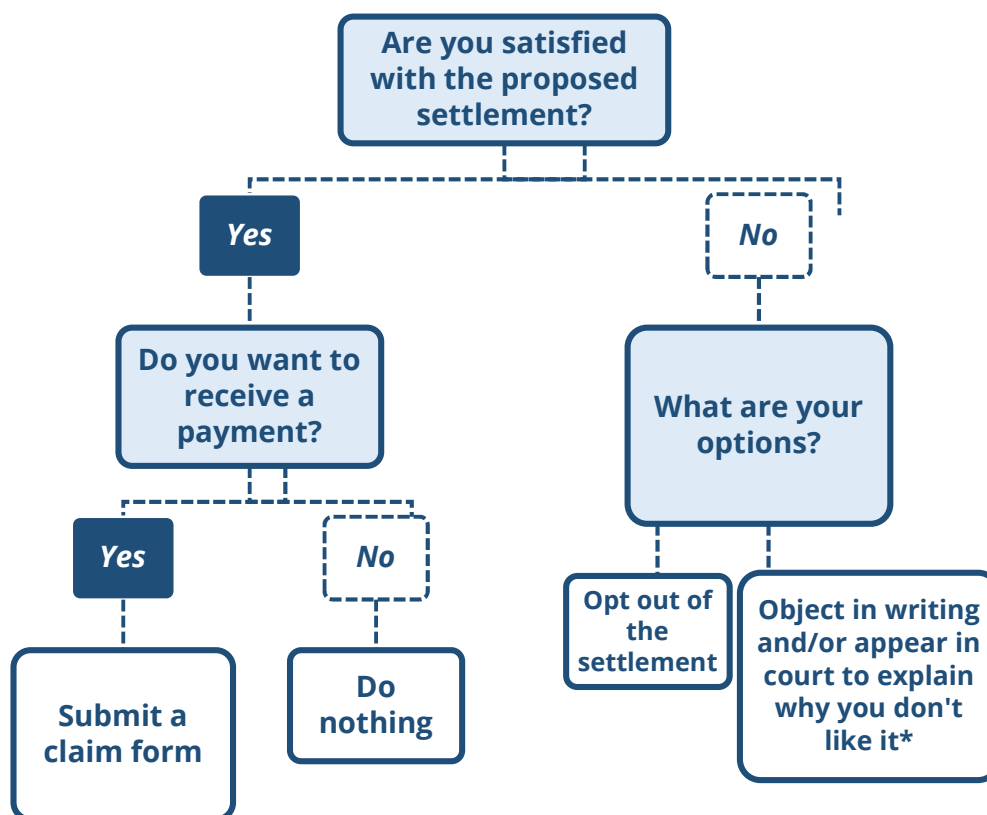 Are you satisfied
with the proposed
settlement?
Yes
No
Do you want to
receive a
payment?
What are your
options?
Yes
No
Opt out of
the
settlement
Object in writing
and/or appear in
court to explain
why you don't
like it*
Submit a
claim form
Do
nothing